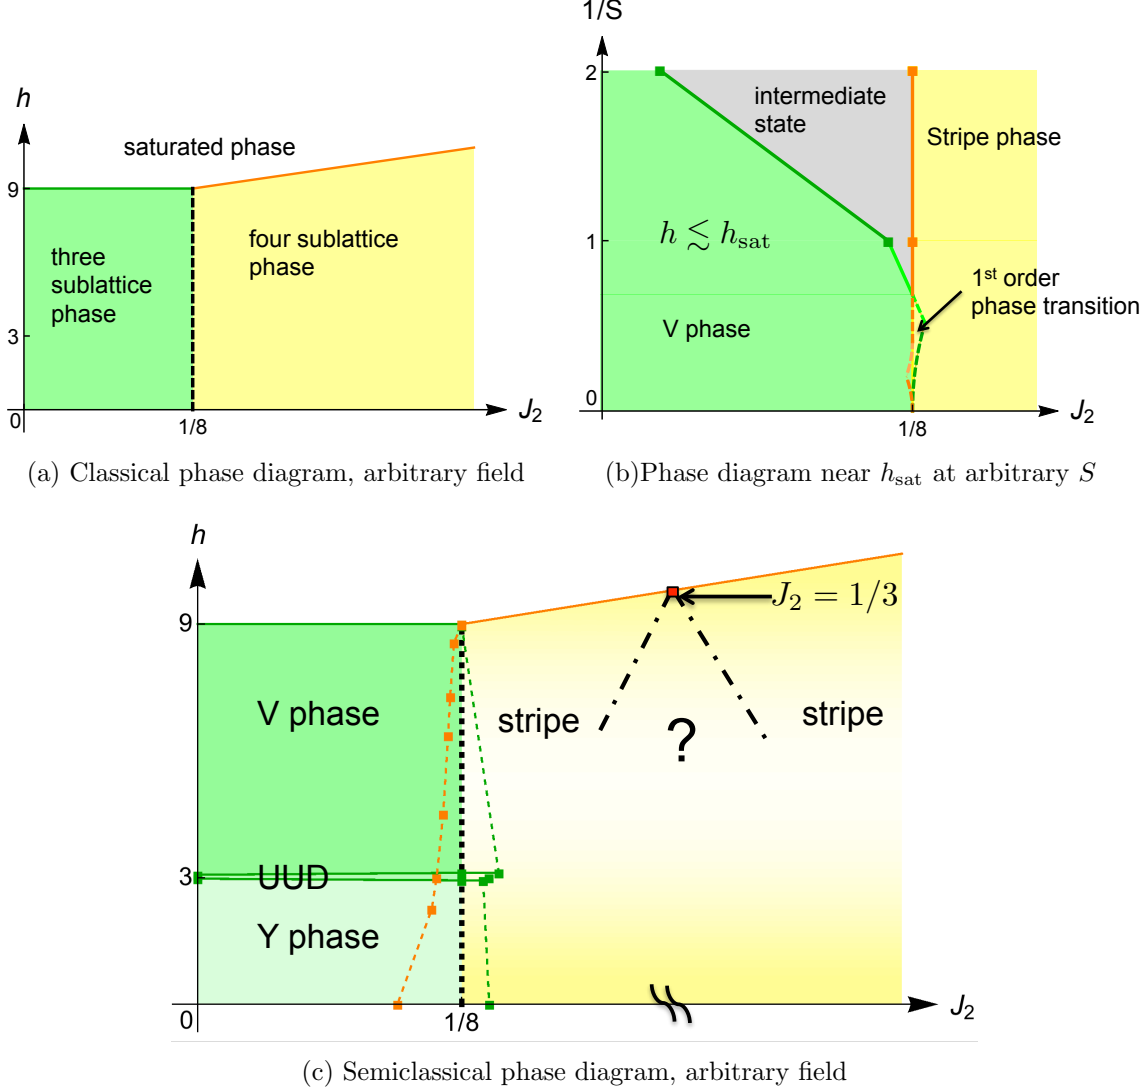 h
saturated phase
9
three
sublattice
phase
four sublattice
phase
3
0
1/8
J₂
(a) Classical phase diagram, arbitrary field
1/S
2
intermediate
state
Stripe phase
h ≲ h_sat
1
1st order
phase transition
V phase
0
1/8
J₂
(b)Phase diagram near h_sat at arbitrary S
h
9
J₂ = 1/3
V phase
stripe
?
stripe
3
UUD
Y phase
0
1/8
J₂
(c) Semiclassical phase diagram, arbitrary field